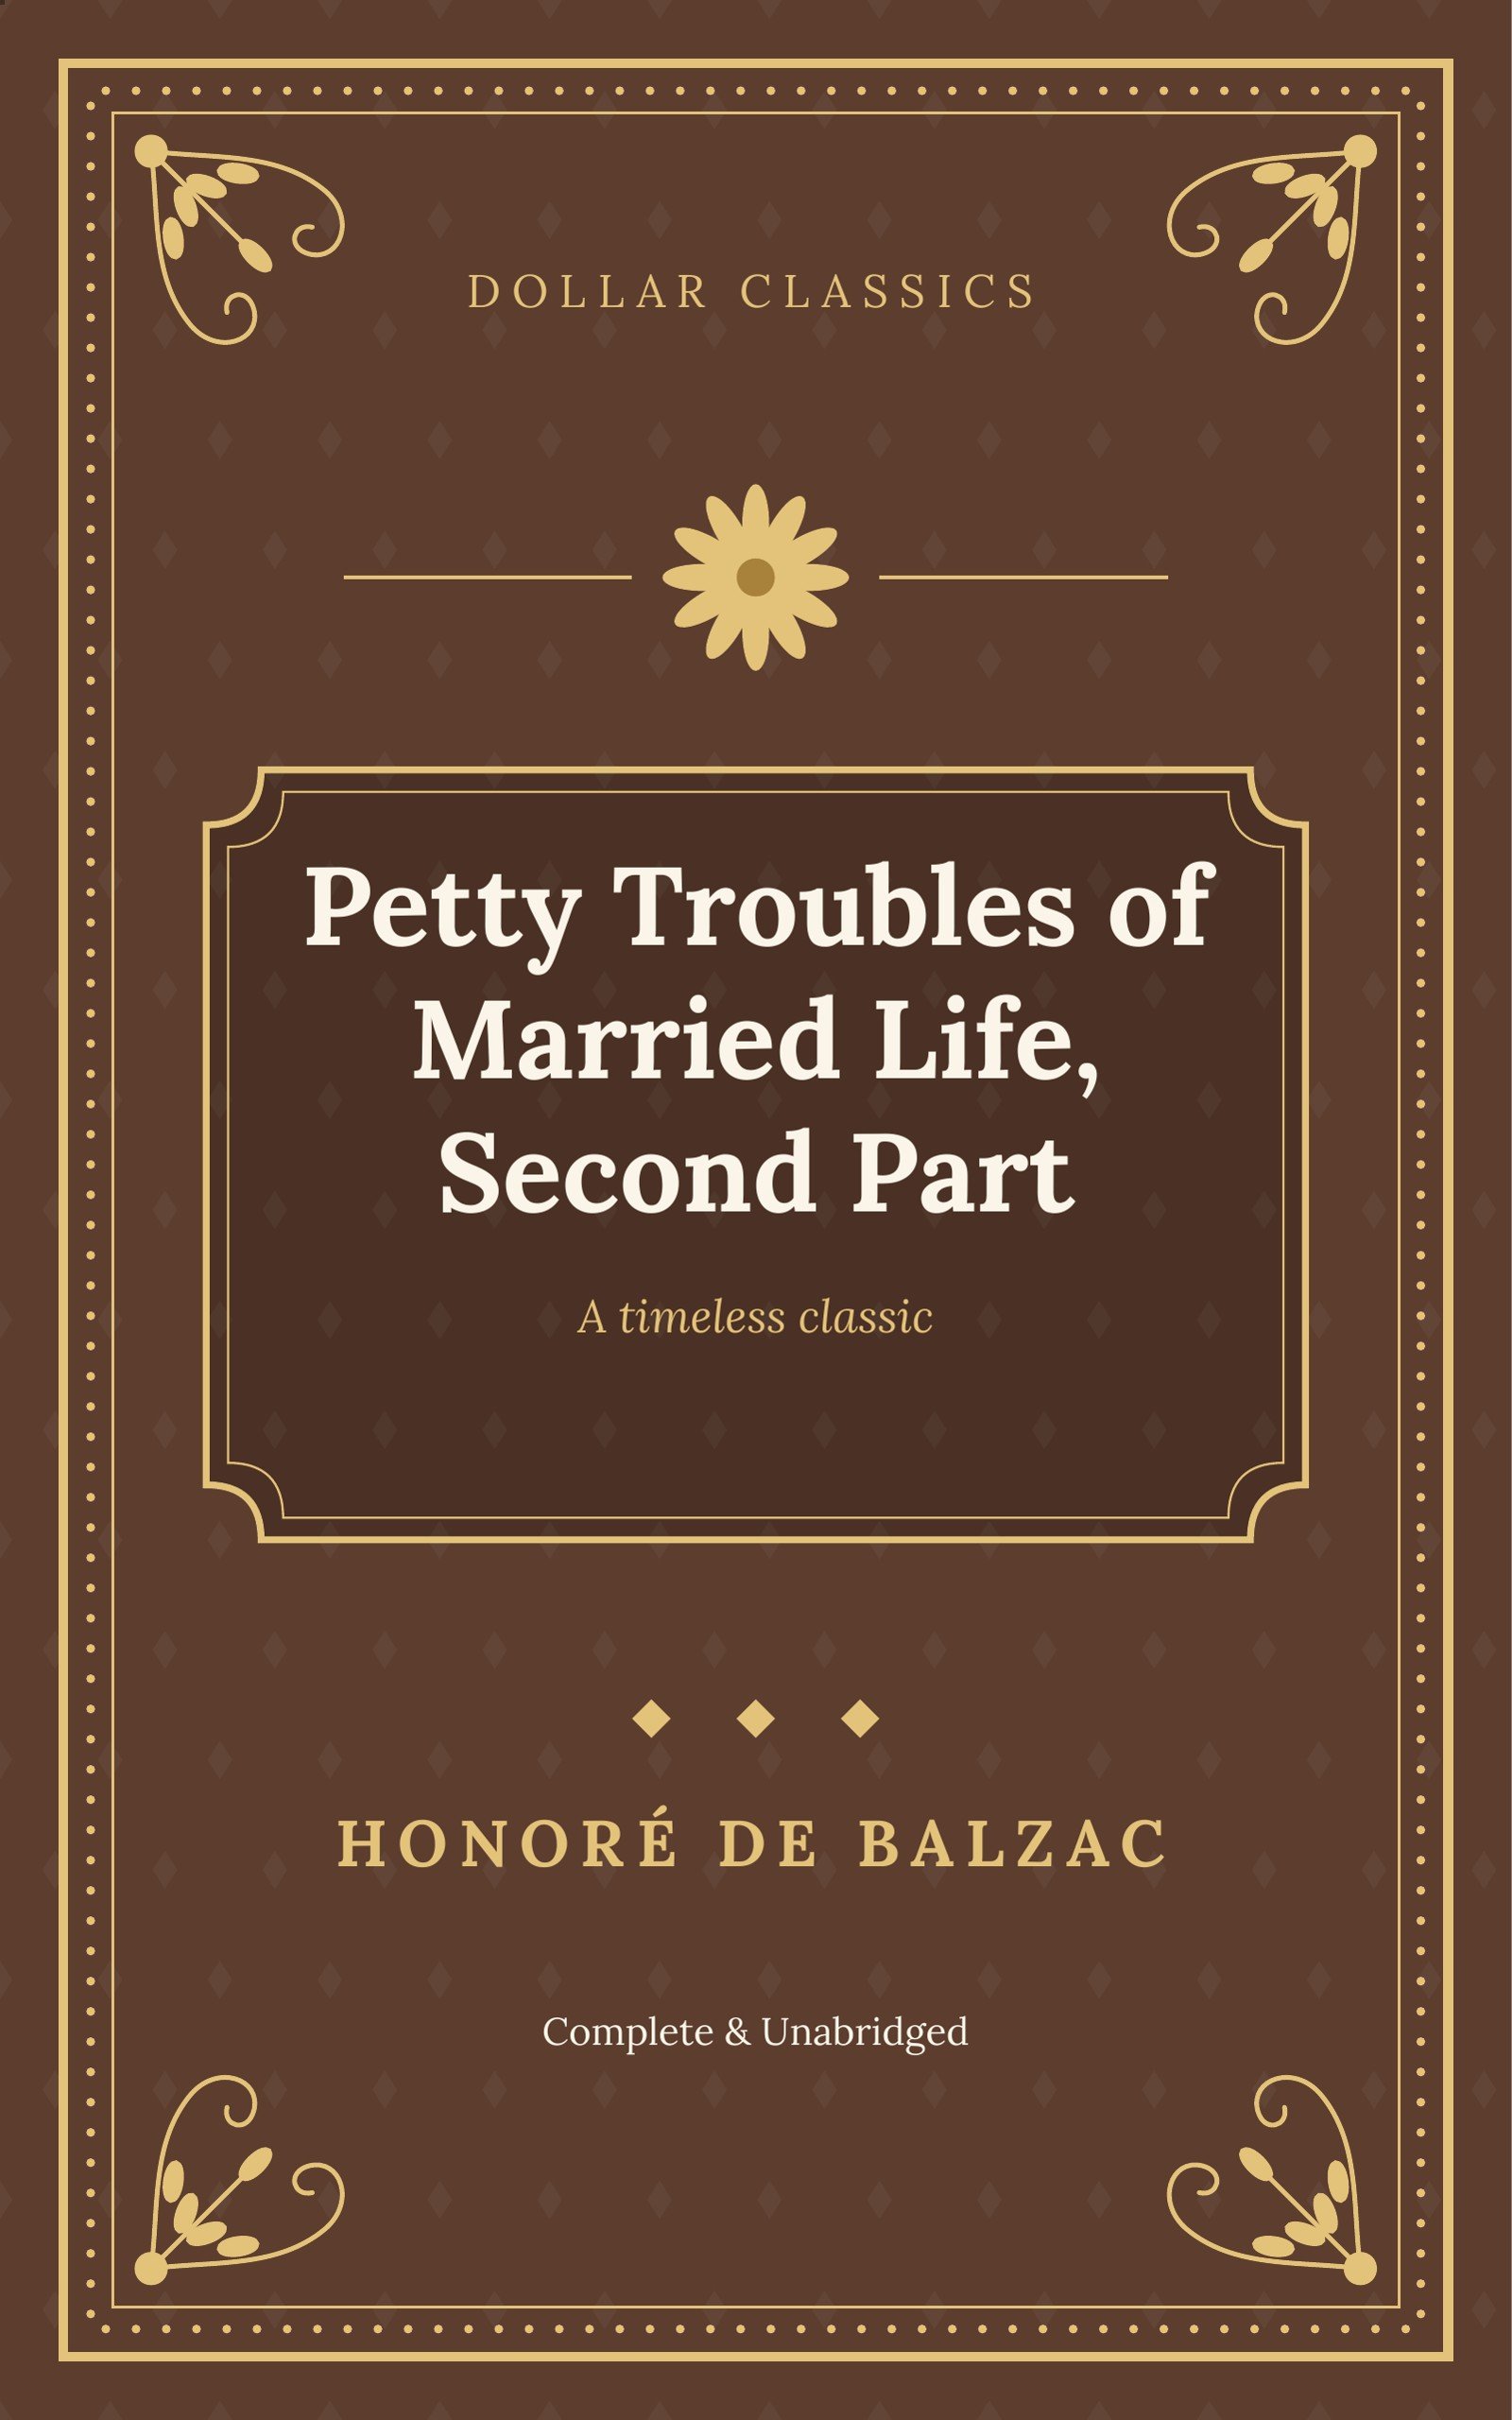 DOLLAR CLASSICS
Petty Troubles of
Married Life,
Second Part
A timeless classic
HONORÉ DE BALZAC
Complete & Unabridged